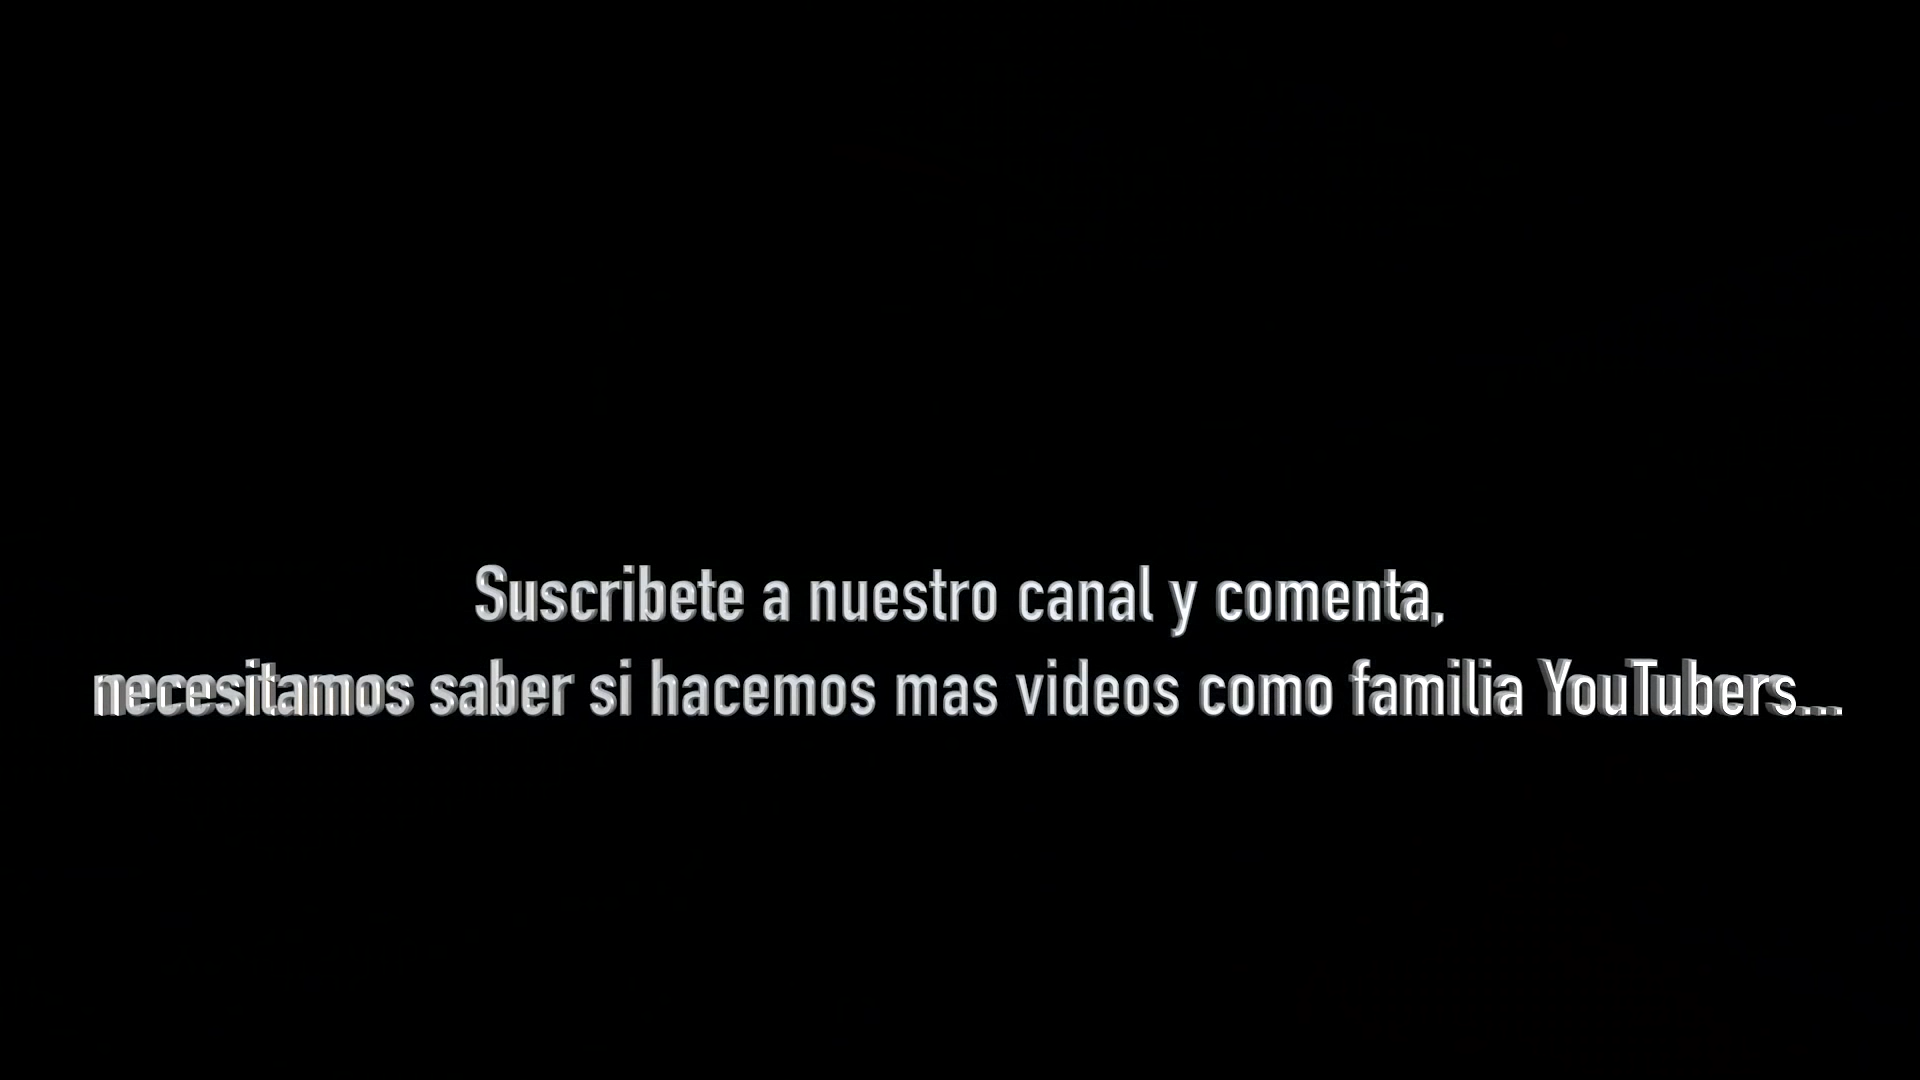 Suscribete a nuestro canal y comenta,
necesitamos saber si hacemos mas videos como familia YouTubers...